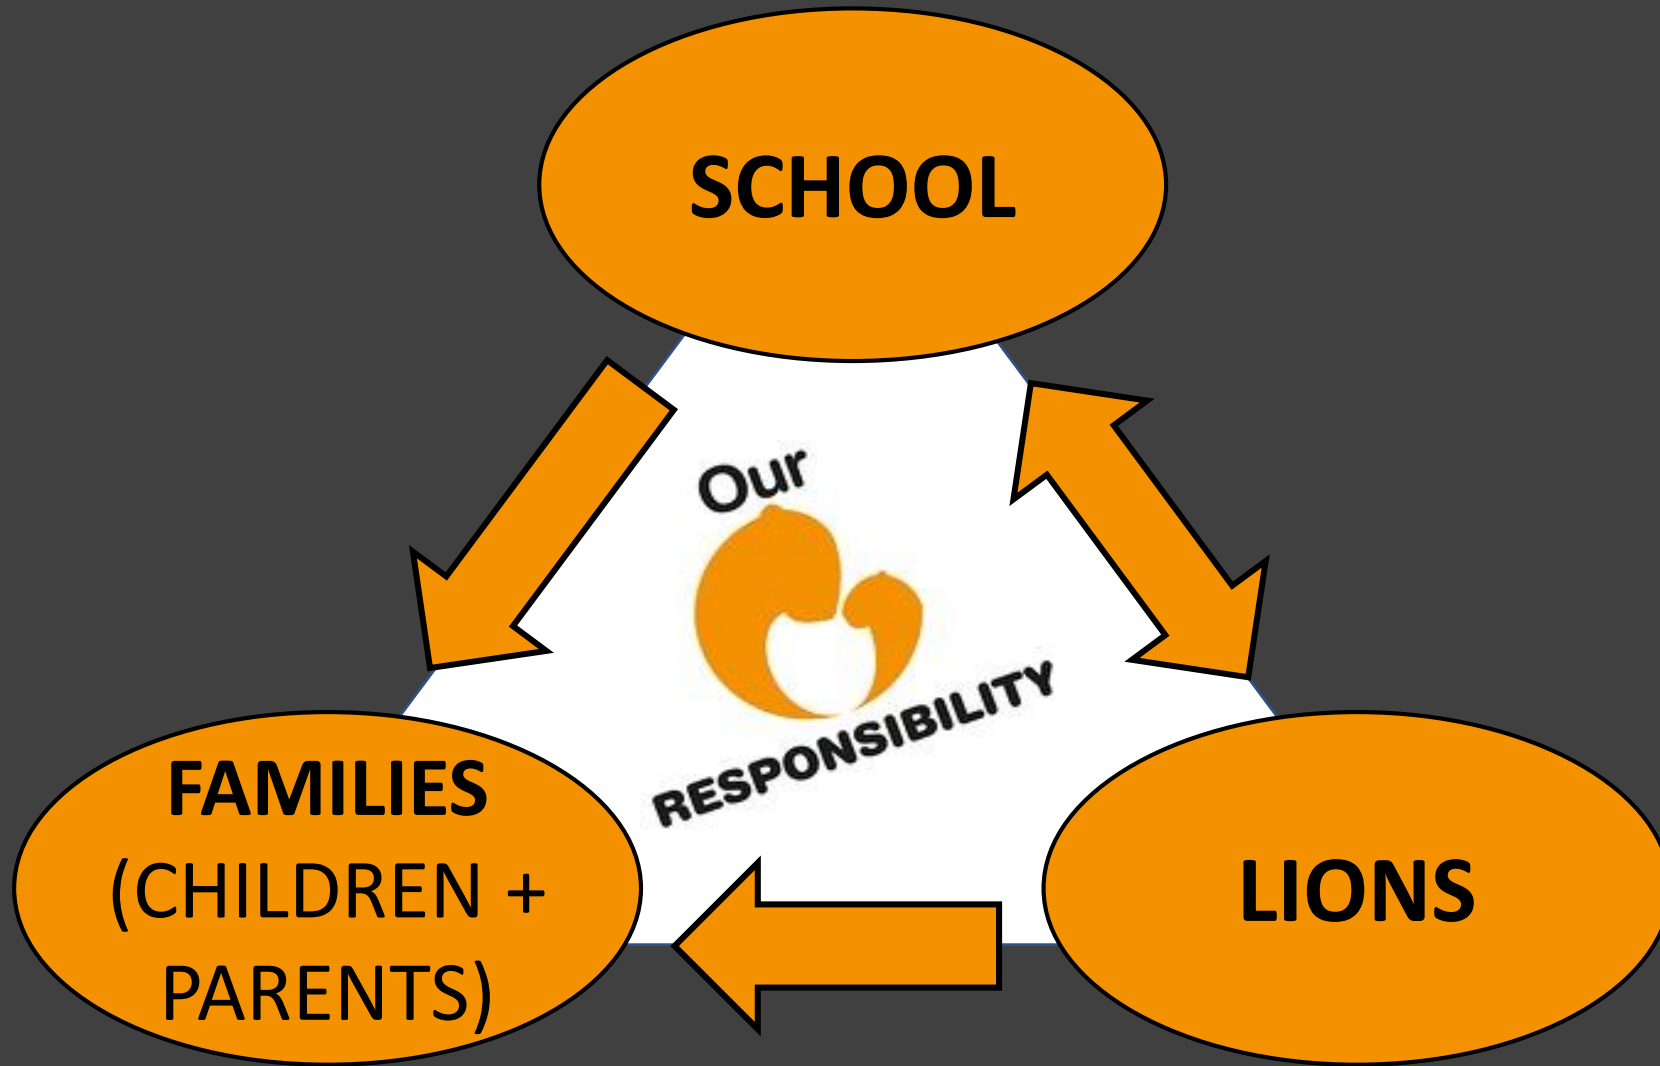 SCHOOL
Our
RESPONSIBILITY
FAMILIES
(CHILDREN +
PARENTS)
LIONS